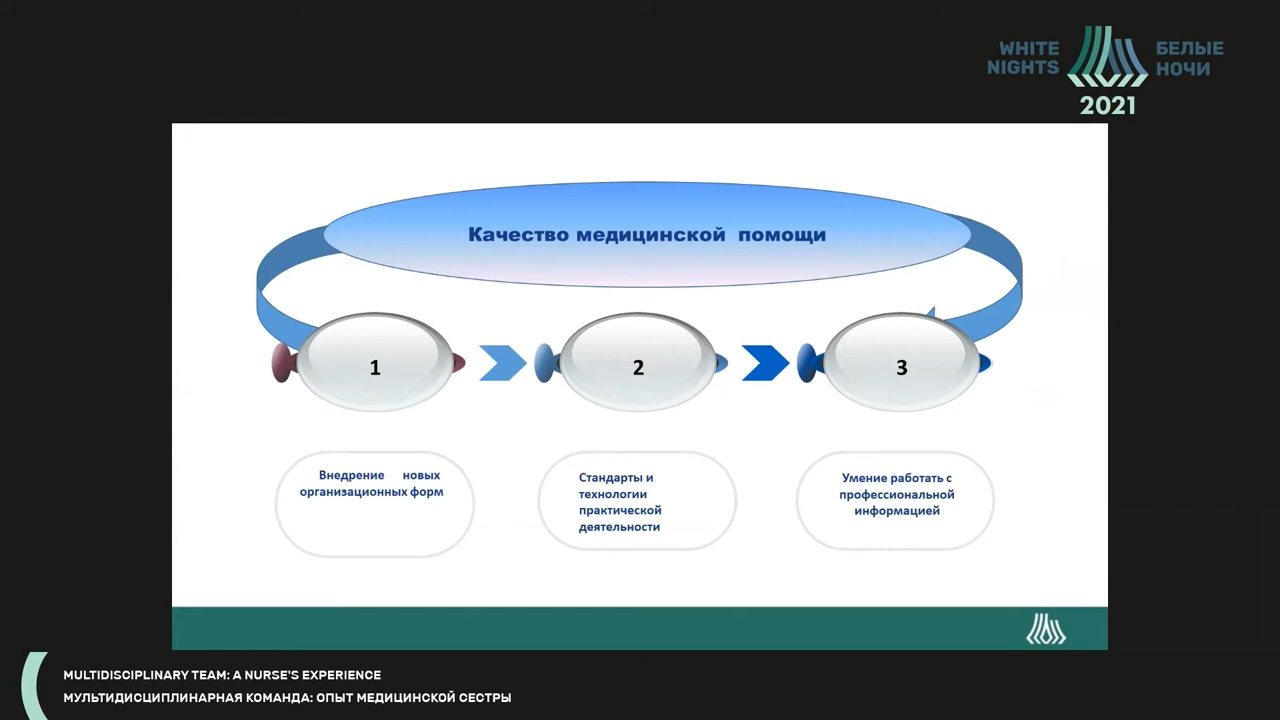 WHITE
NIGHTS
БЕЛЫЕ
НОЧИ
2021
Качество медицинской помощи
1
2
3
Внедрение новых
организационных форм
Стандарты и
технологии
практической
деятельности
Умение работать с
профессиональной
информацией
MULTIDISCIPLINARY TEAM: A NURSE'S EXPERIENCE
МУЛЬТИДИСЦИПЛИНАРНАЯ КОМАНДА: ОПЫТ МЕДИЦИНСКОЙ СЕСТРЫ